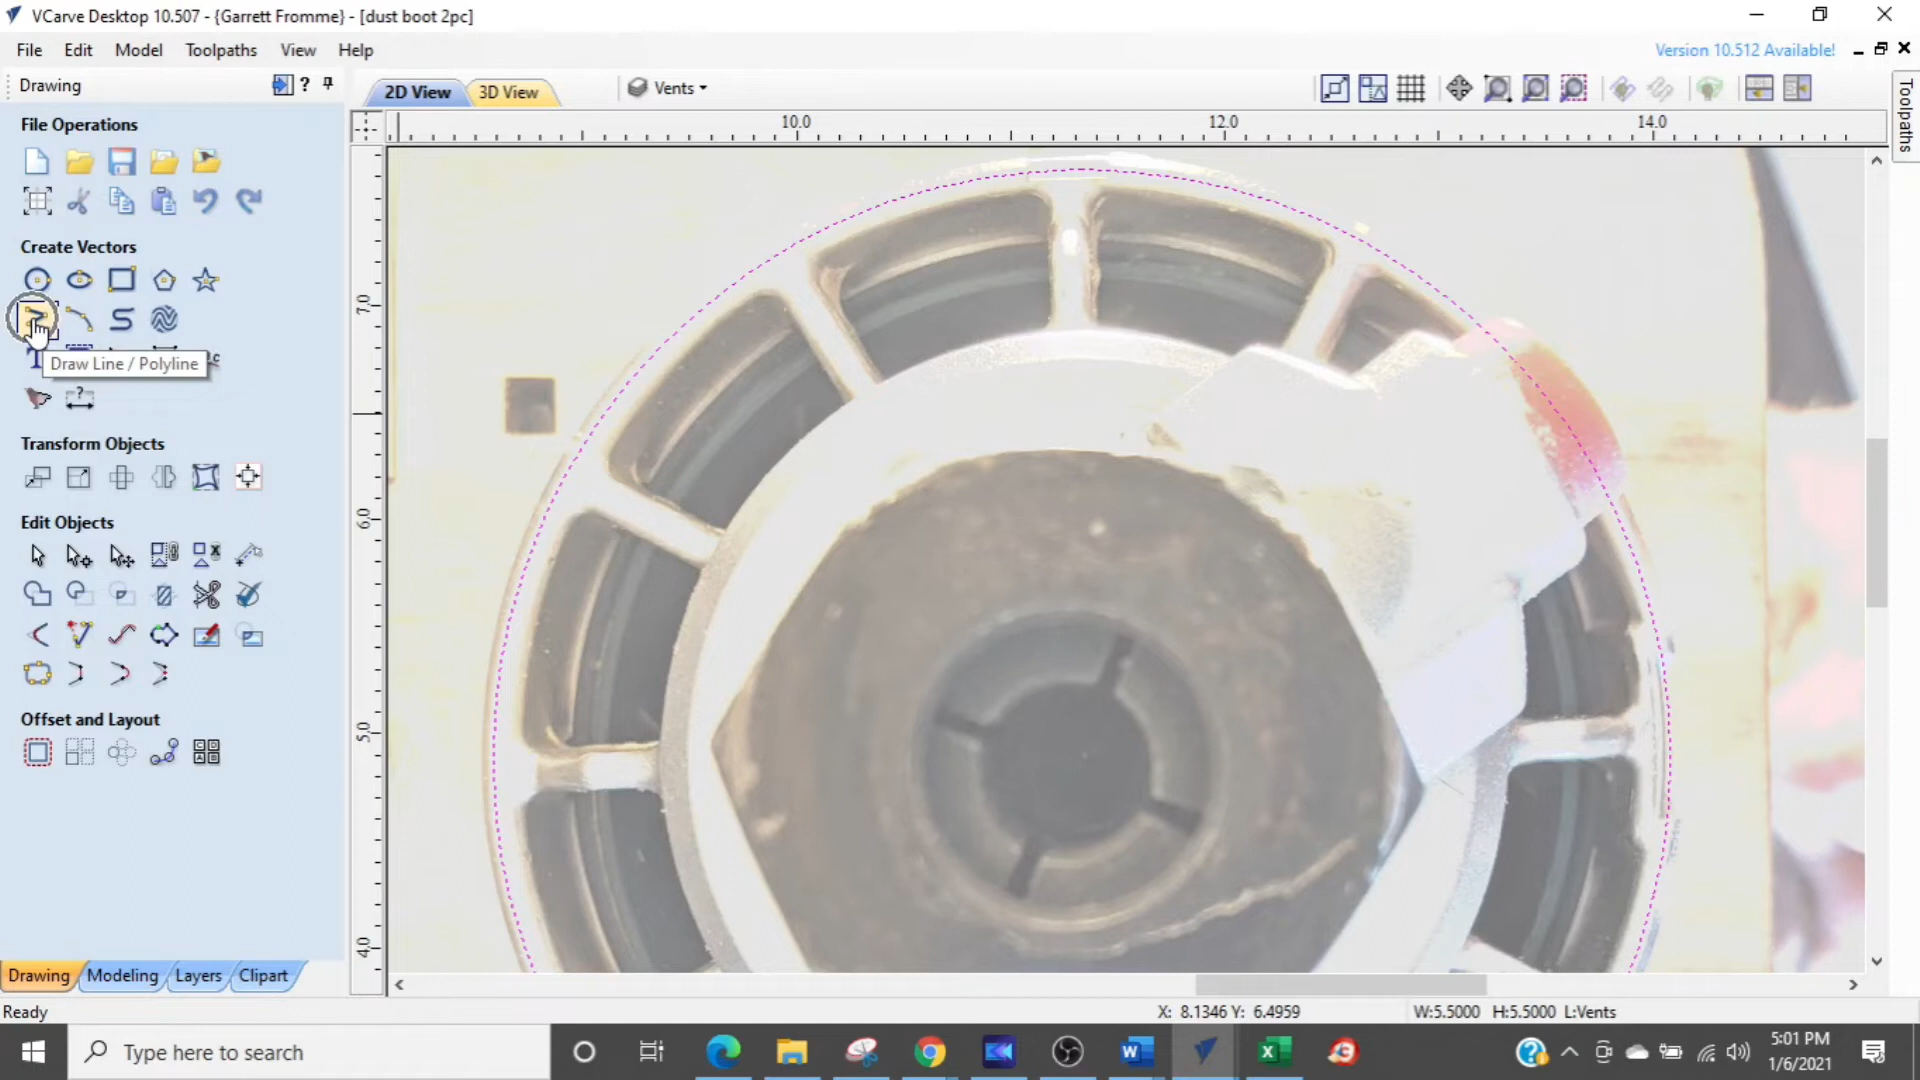 VCarve Desktop 10.507 - {Garrett Fromme} - [dust boot 2pc]
File Edit Model Toolpaths View Help
Version 10.512 Available!
Drawing
2D View
3D View
Vents
Toolpaths
File Operations
10.0
12.0
14.0
Create Vectors
7.0
Draw Line / Polyline
Transform Objects
6.0
Edit Objects
5.0
Offset and Layout
4.0
Drawing Modeling Layers Clipart
Ready
X: 8.1346 Y: 6.4959
W:5.5000 H:5.5000 L:Vents
Type here to search
5:01 PM
1/6/2021